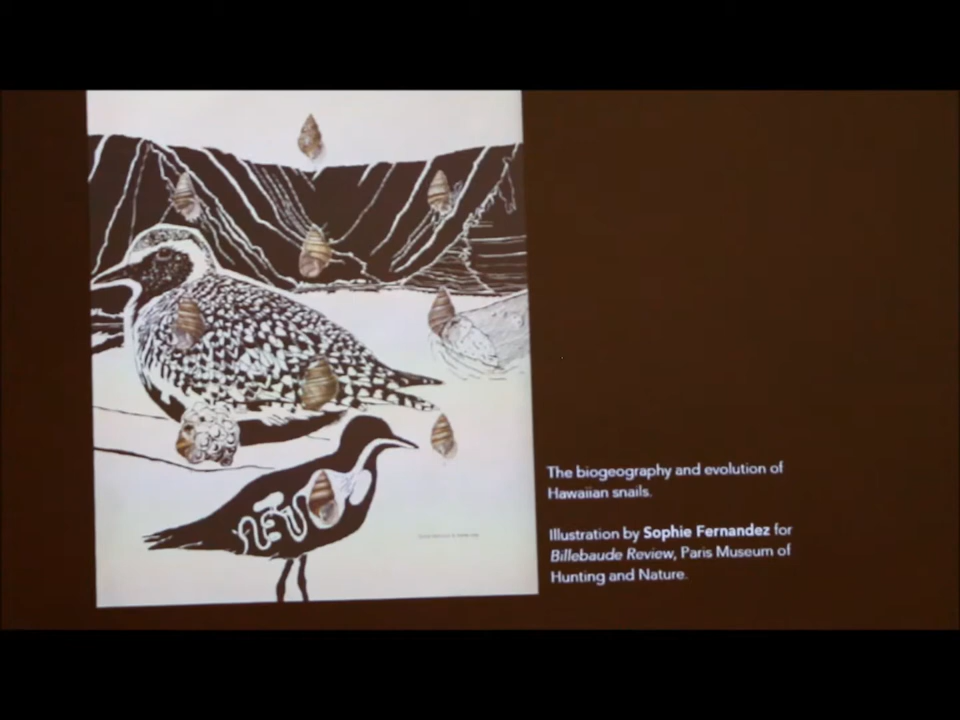 The biogeography and evolution of
Hawaiian snails.
Illustration by Sophie Fernandez for
Billebaude Review, Paris Museum of
Hunting and Nature.